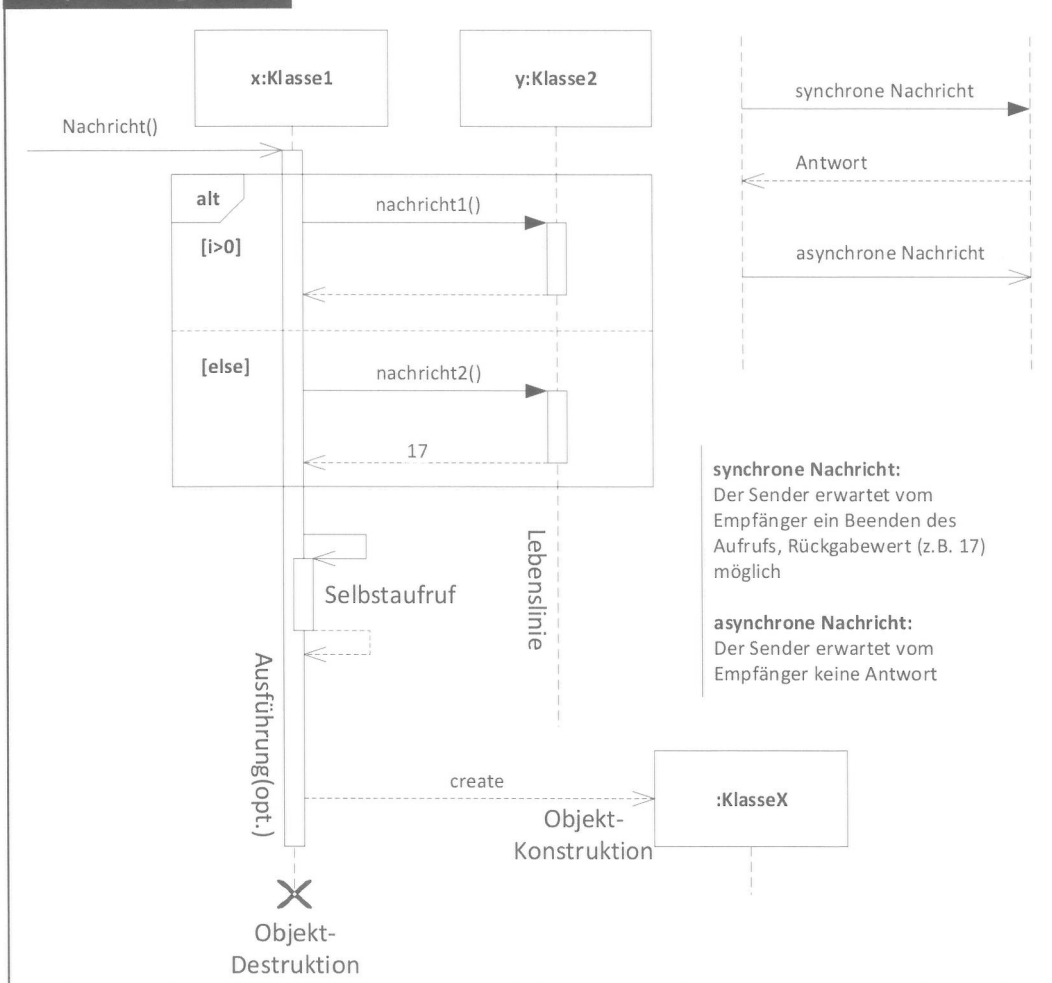 x:Klasse1
y:Klasse2
Nachricht()
alt
nachricht1()
[i>0]
[else]
nachricht2()
17
Selbstaufruf
Lebenslinie
Ausführung(opt.)
create
:KlasseX
Objekt-
Konstruktion
Objekt-
Destruktion
synchrone Nachricht
Antwort
asynchrone Nachricht
synchrone Nachricht:
Der Sender erwartet vom
Empfänger ein Beenden des
Aufrufs, Rückgabewert (z.B. 17)
möglich
asynchrone Nachricht:
Der Sender erwartet vom
Empfänger keine Antwort